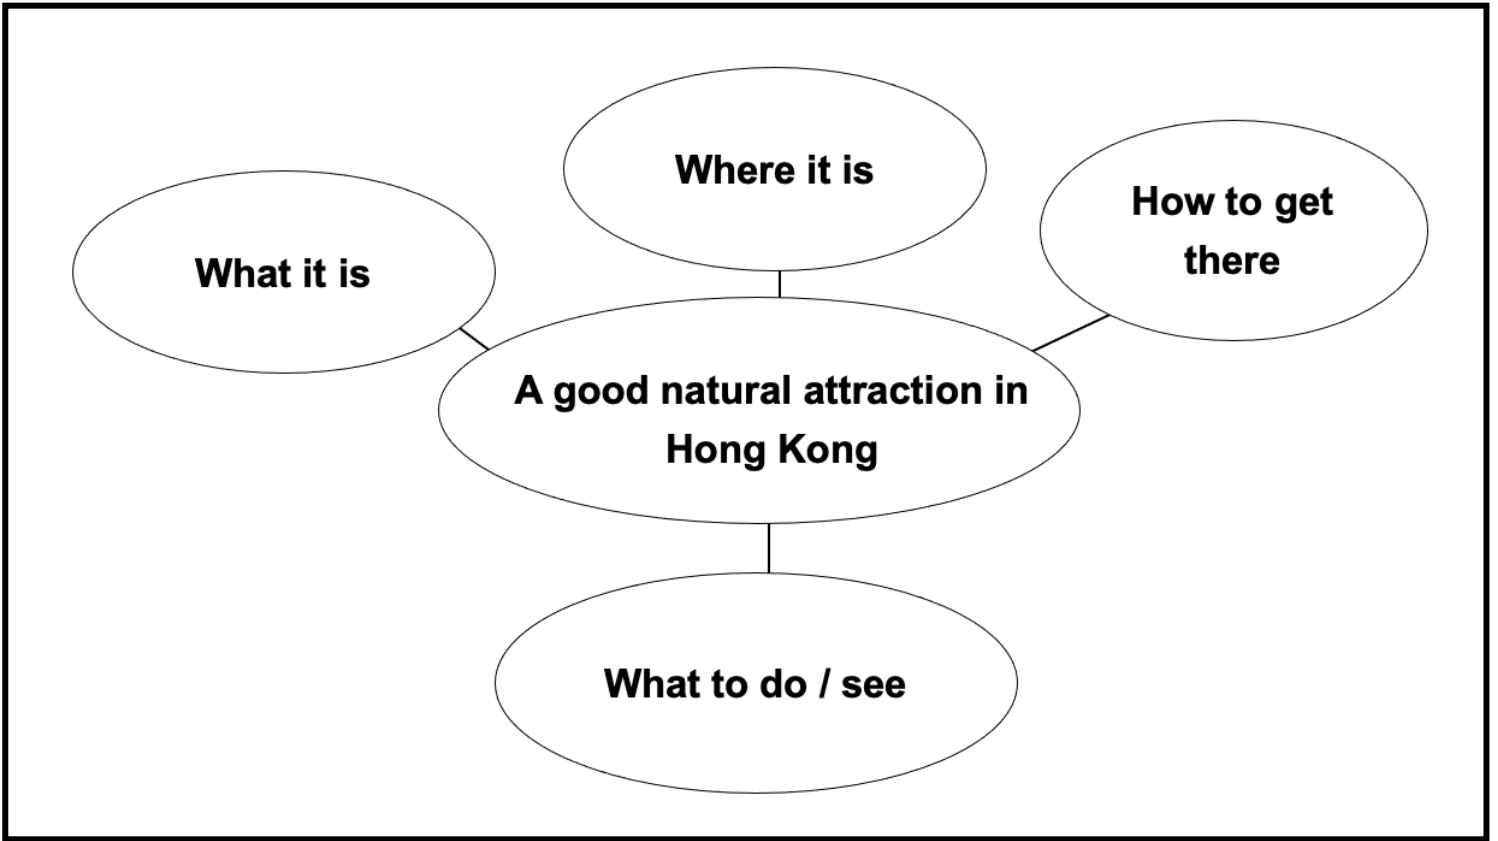 Where it is
How to get
there
What it is
A good natural attraction in
Hong Kong
What to do / see